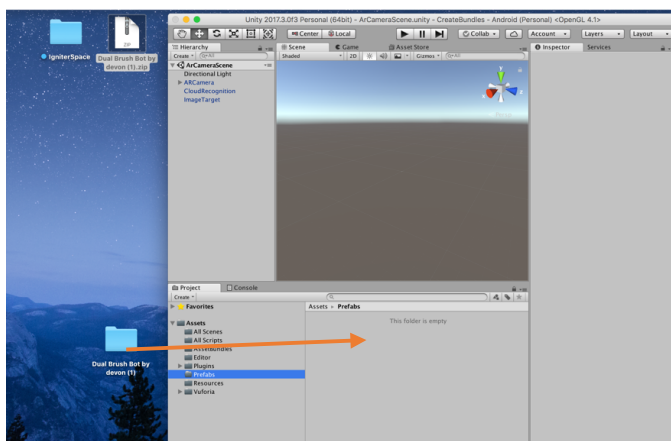 Unity 2017.3.0f3 Personal (64bit) - ArCameraScene.unity - CreateBundles - Android (Personal) <OpenGL 4.1>
Center Local Collab Account Layers Layout
Hierarchy Scene Game Asset Store Inspector Services
Create All Shaded 2D Gizmos All
ArCameraScene
Directional Light
ARCamera
CloudRecognition
ImageTarget
y
Persp
ZIP
IgniterSpace
Dual Brush Bot by
devon (1).zip
Project Console
Create
Favorites
Assets ▸ Prefabs
This folder is empty
Assets
All Scenes
All Scripts
AssetBundles
Editor
Plugins
Prefabs
Resources
Vuforia
Dual Brush Bot by
devon (1)